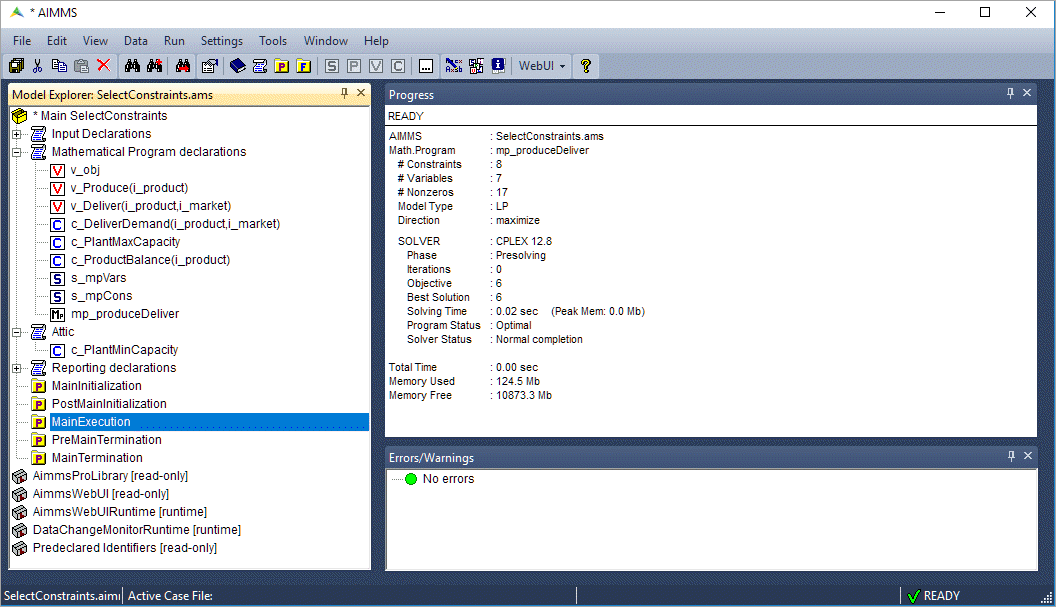 * AIMMS
File Edit View Data Run Settings Tools Window Help
P F S P V C ... WebUI ?
Model Explorer: SelectConstraints.ams
* Main SelectConstraints
Input Declarations
Mathematical Program declarations
V v_obj
V v_Produce(i_product)
V v_Deliver(i_product,i_market)
C c_DeliverDemand(i_product,i_market)
C c_PlantMaxCapacity
C c_ProductBalance(i_product)
S s_mpVars
S s_mpCons
MP mp_produceDeliver
Attic
C c_PlantMinCapacity
Reporting declarations
P MainInitialization
P PostMainInitialization
P MainExecution
P PreMainTermination
P MainTermination
AimmsProLibrary [read-only]
AimmsWebUI [read-only]
AimmsWebUIRuntime [runtime]
DataChangeMonitorRuntime [runtime]
Predeclared Identifiers [read-only]
Progress
READY
AIMMS : SelectConstraints.ams
Math.Program : mp_produceDeliver
# Constraints : 8
# Variables : 7
# Nonzeros : 17
Model Type : LP
Direction : maximize
SOLVER : CPLEX 12.8
Phase : Presolving
Iterations : 0
Objective : 6
Best Solution : 6
Solving Time : 0.02 sec (Peak Mem: 0.0 Mb)
Program Status : Optimal
Solver Status : Normal completion
Total Time : 0.00 sec
Memory Used : 124.5 Mb
Memory Free : 10873.3 Mb
Errors/Warnings
No errors
SelectConstraints.aim Active Case File: READY